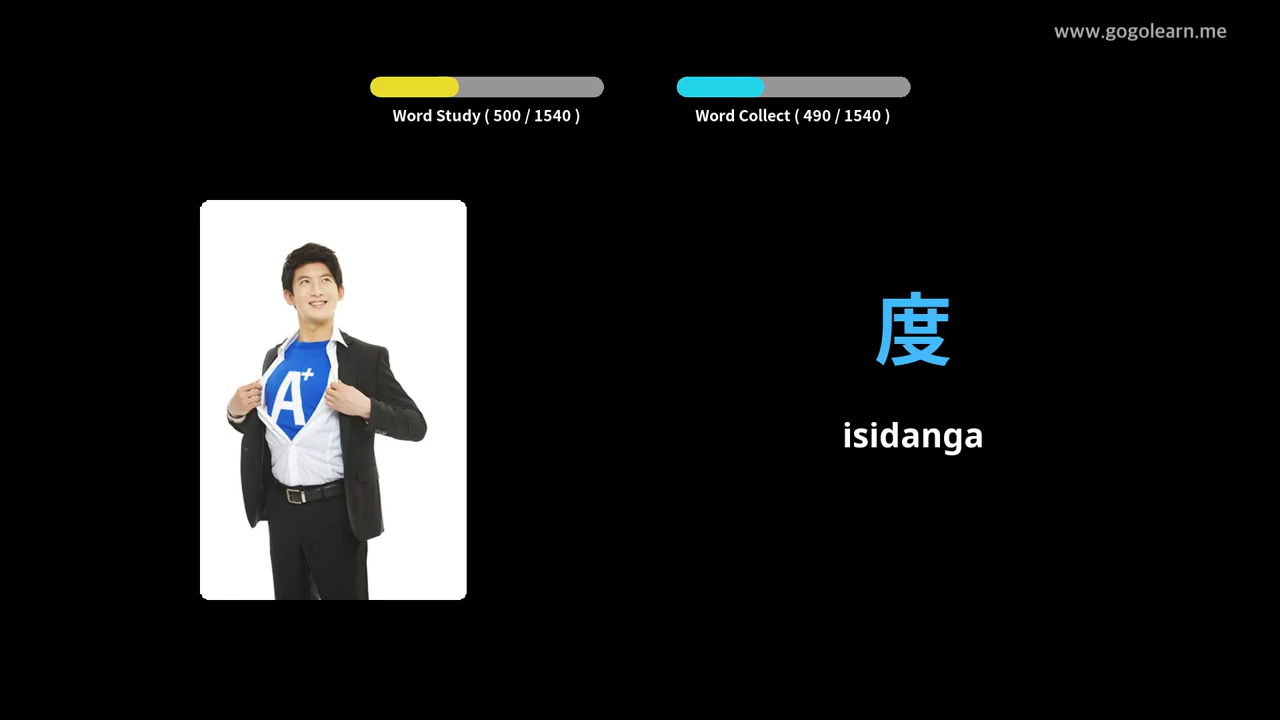 www.gogolearn.me
Word Study ( 500 / 1540 )
Word Collect ( 490 / 1540 )
A+
度
isidanga